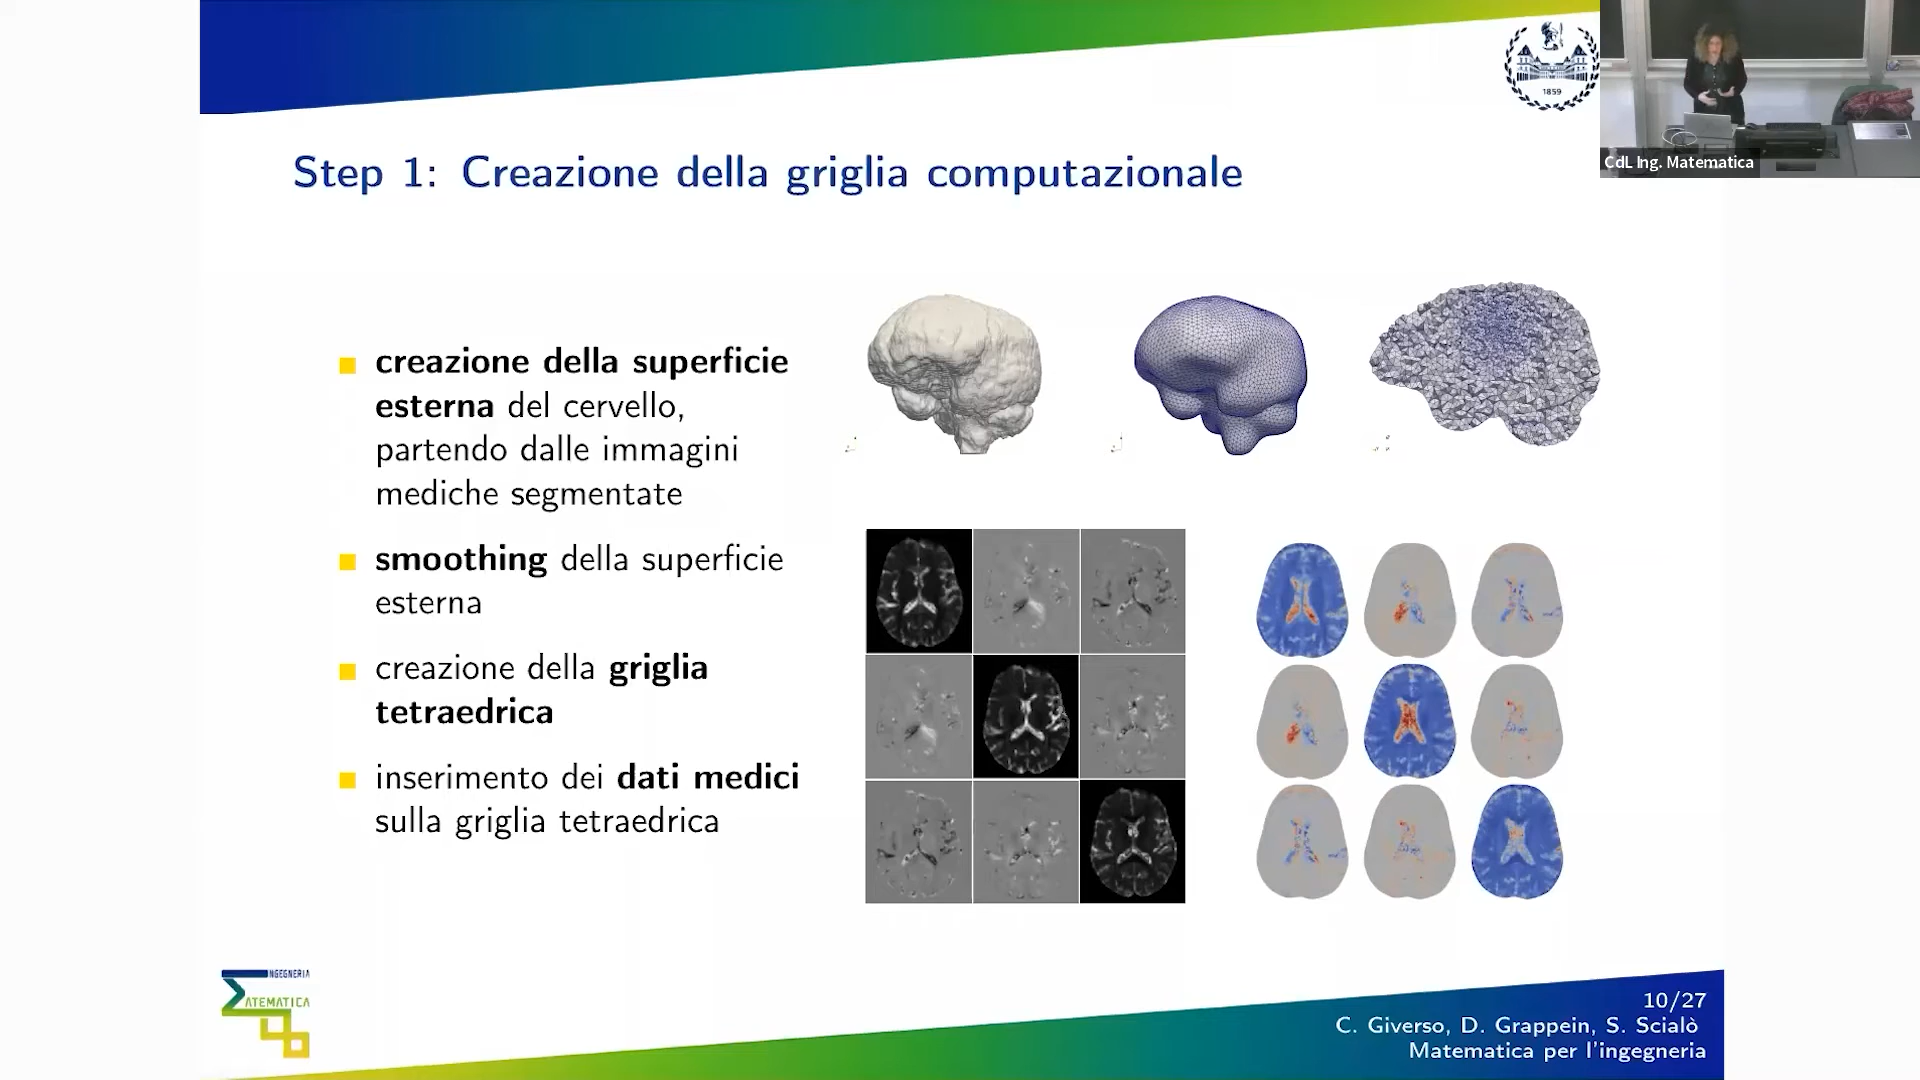 1859
CdL Ing. Matematica
Step 1: Creazione della griglia computazionale
creazione della superficie
esterna del cervello,
partendo dalle immagini
mediche segmentate
smoothing della superficie
esterna
creazione della griglia
tetraedrica
inserimento dei dati medici
sulla griglia tetraedrica
NGEGNERIA
ATEMATICA
10/27
C. Giverso, D. Grappein, S. Scialò
Matematica per l'ingegneria